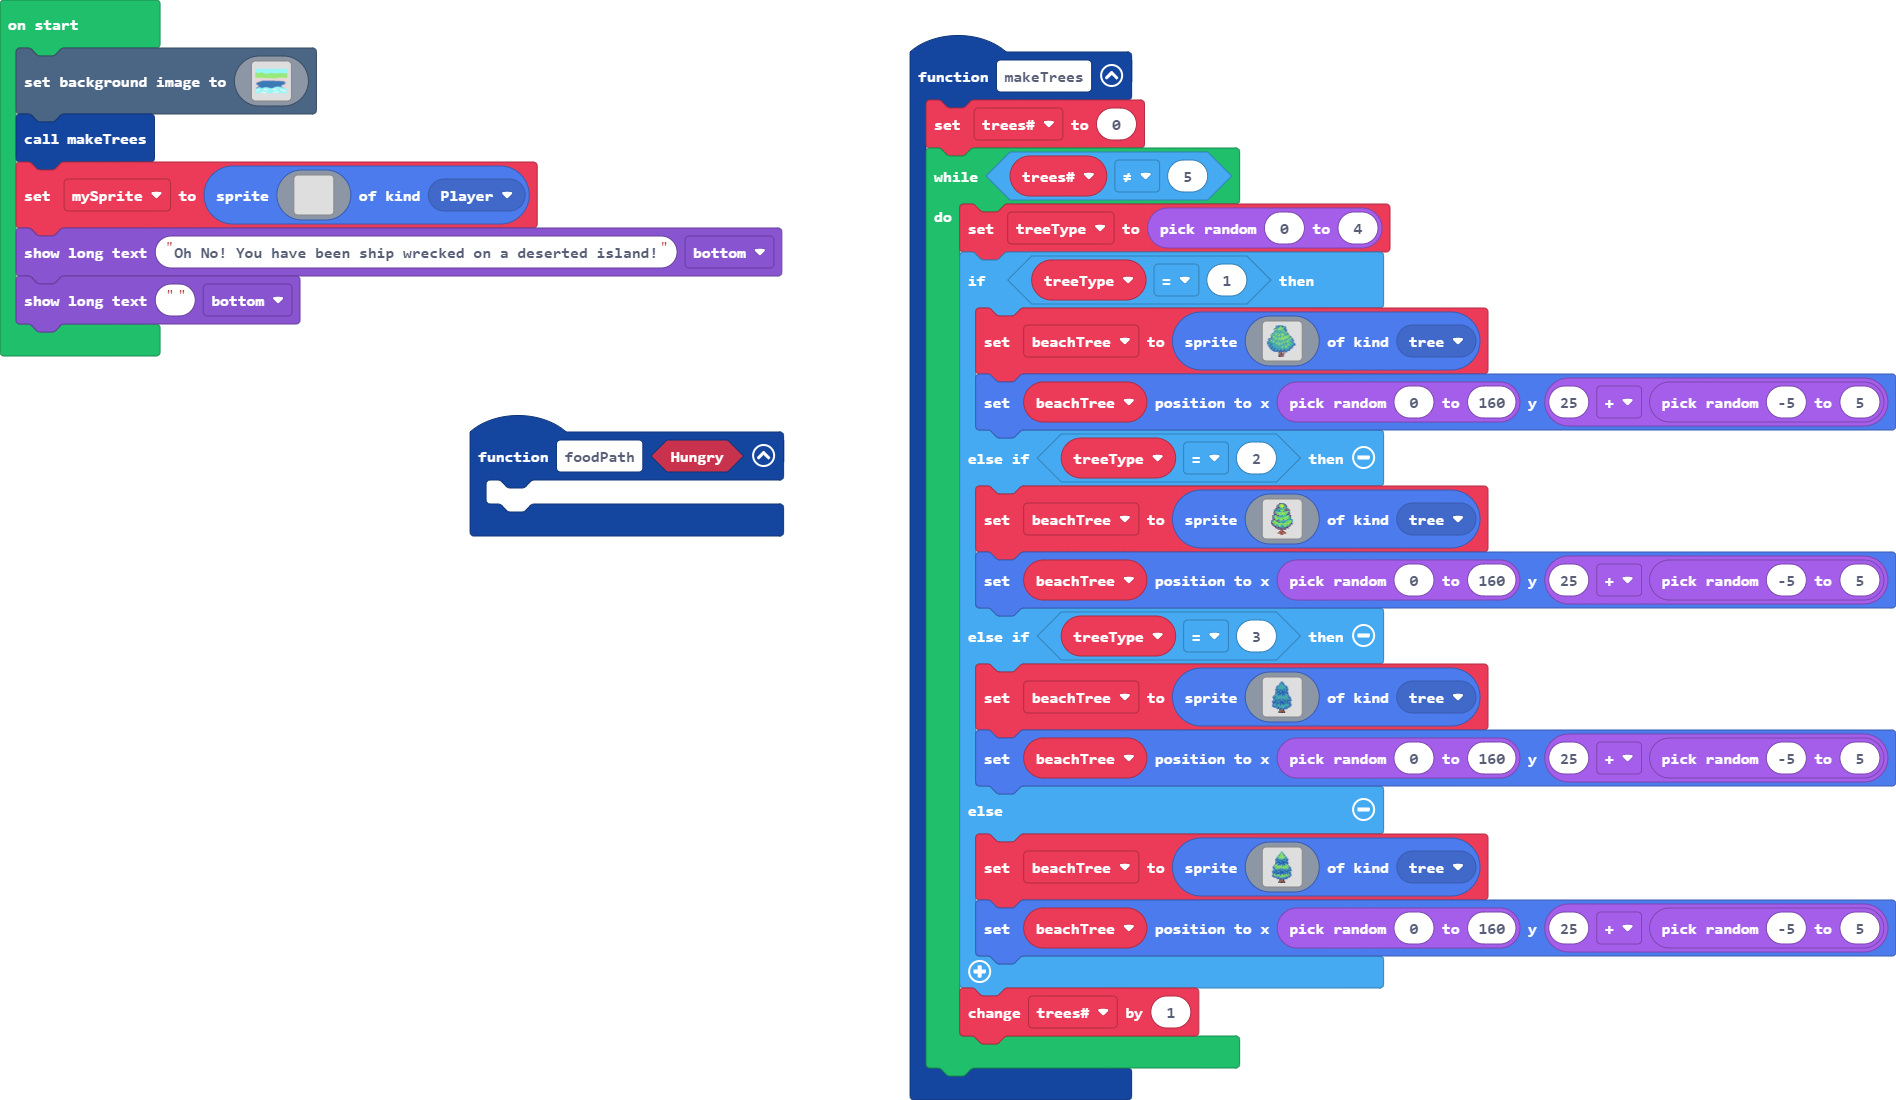 on start
set background image to
call makeTrees
set mySprite to sprite of kind Player
show long text "Oh No! You have been ship wrecked on a deserted island!" bottom
show long text " " bottom
function foodPath Hungry
function makeTrees
set trees# to 0
while trees# ≠ 5
do
set treeType to pick random 0 to 4
if treeType = 1 then
set beachTree to sprite of kind tree
set beachTree position to x pick random 0 to 160 y 25 + pick random -5 to 5
else if treeType = 2 then
set beachTree to sprite of kind tree
set beachTree position to x pick random 0 to 160 y 25 + pick random -5 to 5
else if treeType = 3 then
set beachTree to sprite of kind tree
set beachTree position to x pick random 0 to 160 y 25 + pick random -5 to 5
else
set beachTree to sprite of kind tree
set beachTree position to x pick random 0 to 160 y 25 + pick random -5 to 5
change trees# by 1